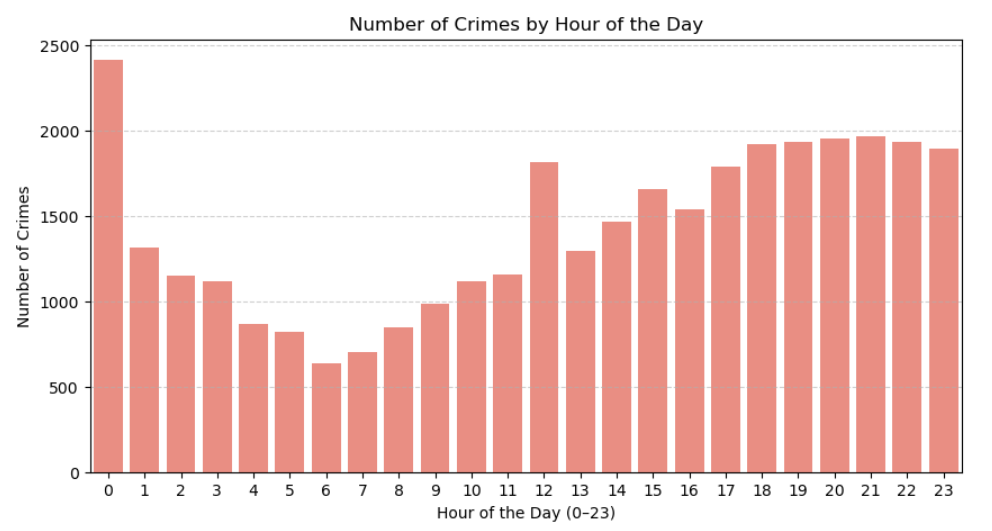 Number of Crimes by Hour of the Day
Number of Crimes
2500
2000
1500
1000
500
0
0 1 2 3 4 5 6 7 8 9 10 11 12 13 14 15 16 17 18 19 20 21 22 23
Hour of the Day (0–23)